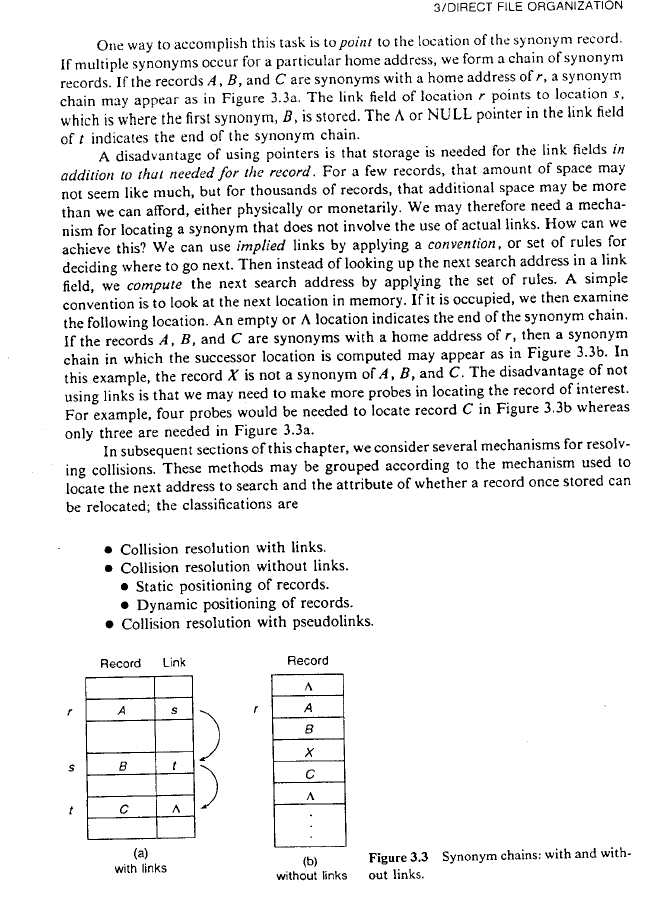 3/DIRECT FILE ORGANIZATION
One way to accomplish this task is to point to the location of the synonym record.
If multiple synonyms occur for a particular home address, we form a chain of synonym
records. If the records A, B, and C are synonyms with a home address of r, a synonym
chain may appear as in Figure 3.3a. The link field of location r points to location s,
which is where the first synonym, B, is stored. The Λ or NULL pointer in the link field
of t indicates the end of the synonym chain.
A disadvantage of using pointers is that storage is needed for the link fields in
addition to that needed for the record. For a few records, that amount of space may
not seem like much, but for thousands of records, that additional space may be more
than we can afford, either physically or monetarily. We may therefore need a mecha-
nism for locating a synonym that does not involve the use of actual links. How can we
achieve this? We can use implied links by applying a convention, or set of rules for
deciding where to go next. Then instead of looking up the next search address in a link
field, we compute the next search address by applying the set of rules. A simple
convention is to look at the next location in memory. If it is occupied, we then examine
the following location. An empty or Λ location indicates the end of the synonym chain.
If the records A, B, and C are synonyms with a home address of r, then a synonym
chain in which the successor location is computed may appear as in Figure 3.3b. In
this example, the record X is not a synonym of A, B, and C. The disadvantage of not
using links is that we may need to make more probes in locating the record of interest.
For example, four probes would be needed to locate record C in Figure 3.3b whereas
only three are needed in Figure 3.3a.
In subsequent sections of this chapter, we consider several mechanisms for resolv-
ing collisions. These methods may be grouped according to the mechanism used to
locate the next address to search and the attribute of whether a record once stored can
be relocated; the classifications are
● Collision resolution with links.
● Collision resolution without links.
● Static positioning of records.
● Dynamic positioning of records.
● Collision resolution with pseudolinks.
Record Link
r A s
s B t
t C Λ
(a)
with links
Record
Λ
r A
B
X
C
Λ
.
.
.
(b)
without links
Figure 3.3 Synonym chains: with and with-
out links.